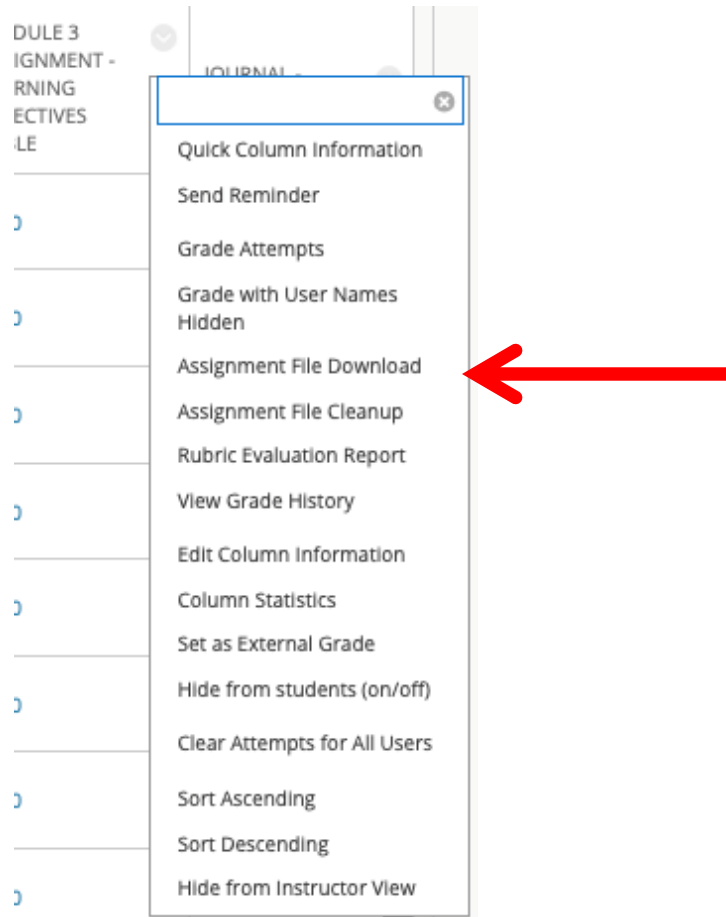 DULE 3
IGNMENT -
RNING
ECTIVES
LE
JOURNAL -
Quick Column Information
Send Reminder
Grade Attempts
Grade with User Names
Hidden
Assignment File Download
Assignment File Cleanup
Rubric Evaluation Report
View Grade History
Edit Column Information
Column Statistics
Set as External Grade
Hide from students (on/off)
Clear Attempts for All Users
Sort Ascending
Sort Descending
Hide from Instructor View